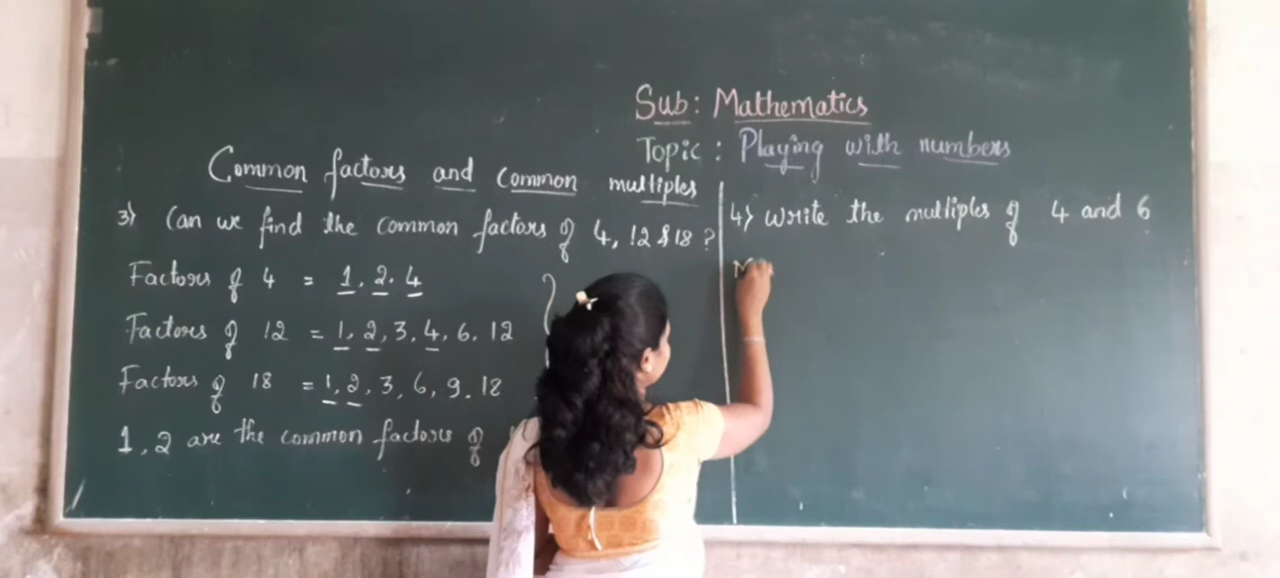 Sub: Mathematics
Topic: Playing with numbers
Common factors and common multiples
3) Can we find the common factors of 4, 12 & 18 ?
Factors of 4 = 1, 2, 4
Factors of 12 = 1, 2, 3, 4, 6, 12
Factors of 18 = 1, 2, 3, 6, 9, 18
1, 2 are the common factors of
4) Write the multiples of 4 and 6
M